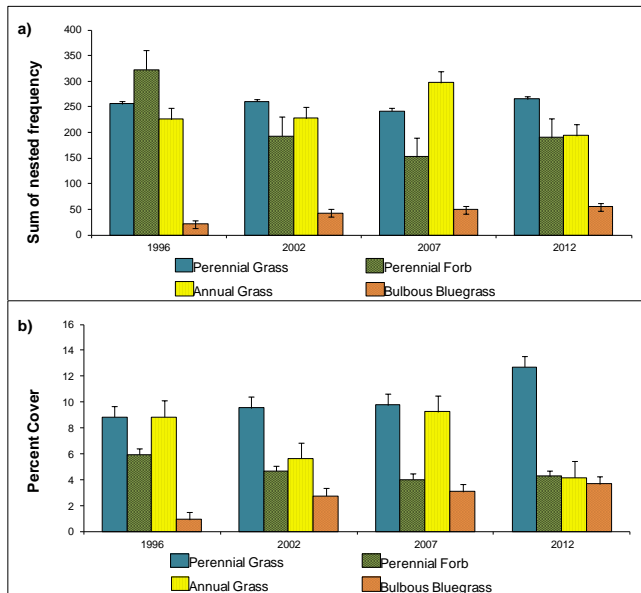 a)
400
350
300
250
200
150
100
50
0
Sum of nested frequency
1996 2002 2007 2012
Perennial Grass Perennial Forb
Annual Grass Bulbous Bluegrass
b)
16
14
12
10
8
6
4
2
0
Percent Cover
1996 2002 2007 2012
Perennial Grass Perennial Forb
Annual Grass Bulbous Bluegrass